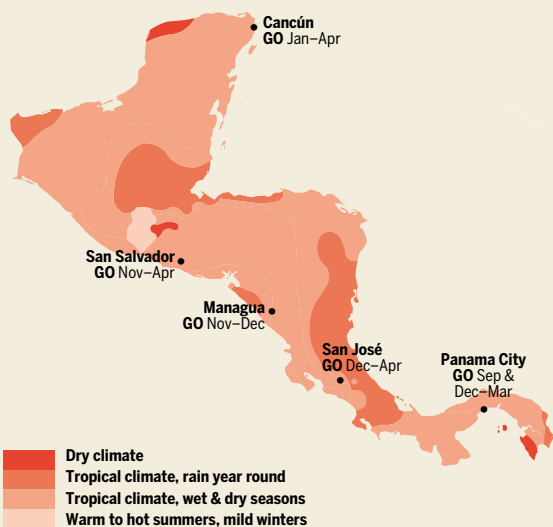 Cancún
GO Jan–Apr
San Salvador
GO Nov–Apr
Managua
GO Nov–Dec
San José
GO Dec–Apr
Panama City
GO Sep &
Dec–Mar
Dry climate
Tropical climate, rain year round
Tropical climate, wet & dry seasons
Warm to hot summers, mild winters